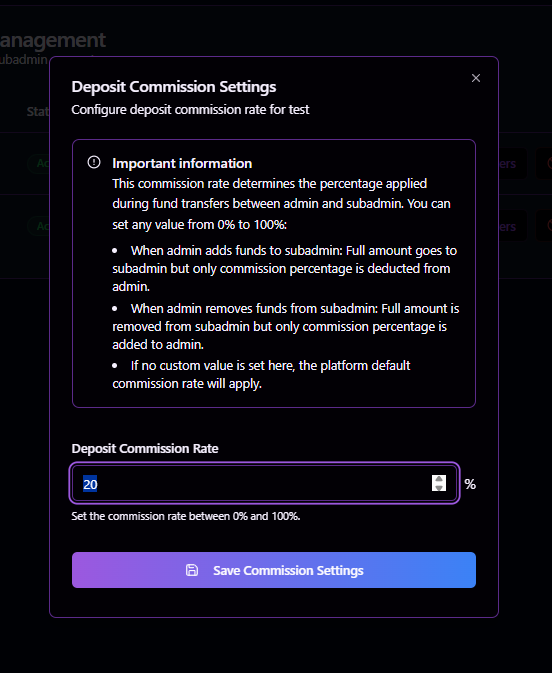 anagement
ubadmin
Deposit Commission Settings
Configure deposit commission rate for test
Stat
Important information
This commission rate determines the percentage applied
during fund transfers between admin and subadmin. You can
set any value from 0% to 100%:
• When admin adds funds to subadmin: Full amount goes to
subadmin but only commission percentage is deducted from
admin.
• When admin removes funds from subadmin: Full amount is
removed from subadmin but only commission percentage is
added to admin.
• If no custom value is set here, the platform default
commission rate will apply.
Ac
ers
Ac
ers
Deposit Commission Rate
20 %
Set the commission rate between 0% and 100%.
Save Commission Settings